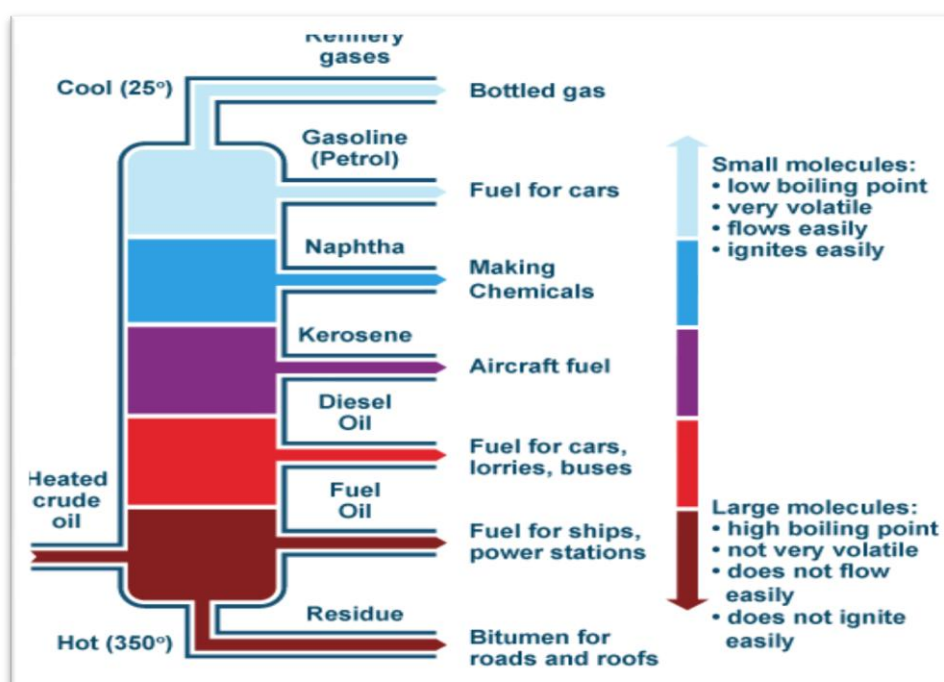 Refinery
gases
Cool (25°)
Bottled gas
Gasoline
(Petrol)
Fuel for cars
Naphtha
Making
Chemicals
Kerosene
Aircraft fuel
Diesel
Oil
Fuel for cars,
lorries, buses
Heated
crude
oil
Fuel
Oil
Fuel for ships,
power stations
Residue
Hot (350°)
Bitumen for
roads and roofs
Small molecules:
• low boiling point
• very volatile
• flows easily
• ignites easily
Large molecules:
• high boiling point
• not very volatile
• does not flow
easily
• does not ignite
easily